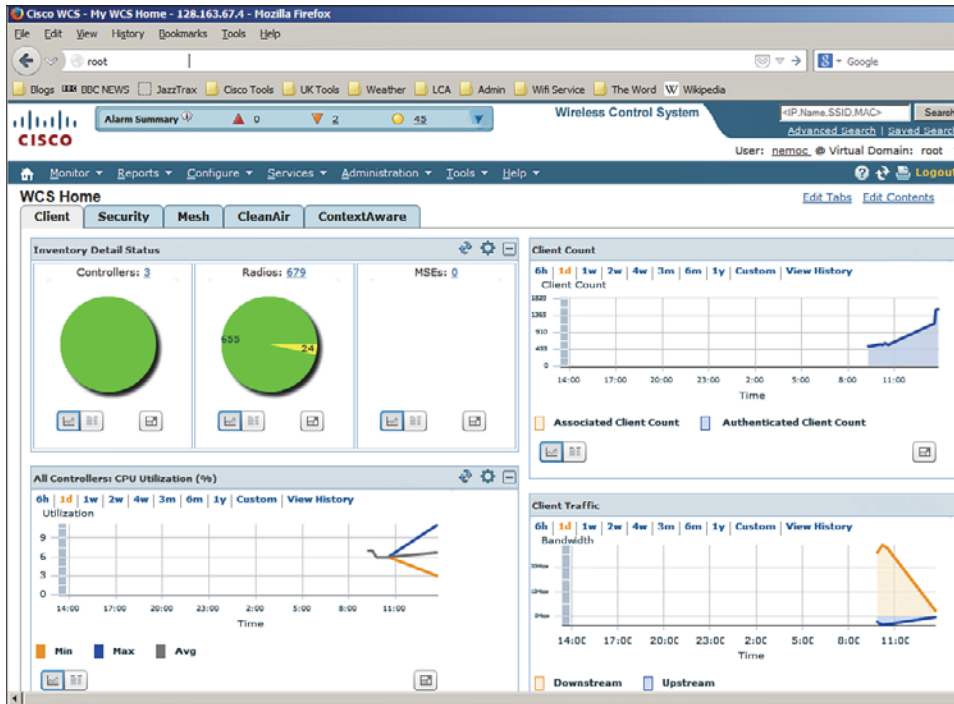 Cisco WCS - My WCS Home - 128.163.67.4 - Mozilla Firefox
File Edit View History Bookmarks Tools Help
root
Google
Blogs BBC NEWS JazzTrax Cisco Tools UK Tools Weather LCA Admin Wifi Service The Word W Wikipedia
CISCO
Alarm Summary 0 2 45
Wireless Control System
<IP,Name,SSID,MAC> Search
Advanced Search | Saved Search
User: nemoc @ Virtual Domain: root
Monitor Reports Configure Services Administration Tools Help Logout
WCS Home
Edit Tabs Edit Contents
Client Security Mesh CleanAir ContextAware
Inventory Detail Status
Controllers: 3 Radios: 679 MSEs: 0
655
24
Client Count
6h | 1d | 1w | 2w | 4w | 3m | 6m | 1y | Custom | View History
Client Count
1820
1365
910
455
0
14:00 17:00 20:00 23:00 2:00 5:00 8:00 11:00
Time
Associated Client Count Authenticated Client Count
All Controllers: CPU Utilization (%)
6h | 1d | 1w | 2w | 4w | 3m | 6m | 1y | Custom | View History
Utilization
9
6
3
0
14:00 17:00 20:00 23:00 2:00 5:00 8:00 11:00
Time
Min Max Avg
Client Traffic
6h | 1d | 1w | 2w | 4w | 3m | 6m | 1y | Custom | View History
Bandwidth
14:00 17:00 20:00 23:00 2:00 5:00 8:00 11:00
Time
Downstream Upstream